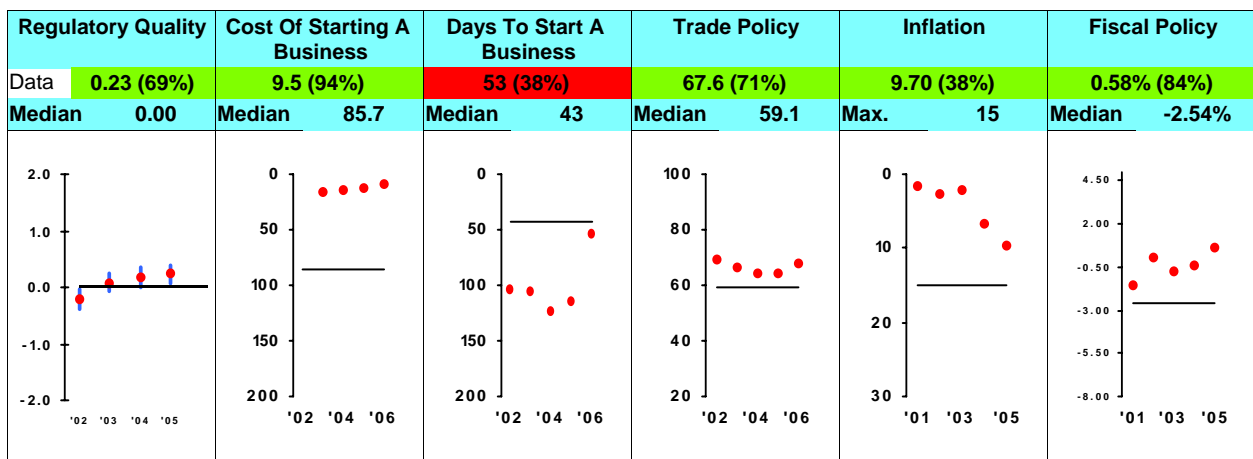 Regulatory Quality
Cost Of Starting A
Business
Days To Start A
Business
Trade Policy
Inflation
Fiscal Policy
Data 0.23 (69%)
9.5 (94%)
53 (38%)
67.6 (71%)
9.70 (38%)
0.58% (84%)
Median 0.00
Median 85.7
Median 43
Median 59.1
Max. 15
Median -2.54%
2.0
1.0
0.0
-1.0
-2.0
'02 '03 '04 '05
0
50
100
150
200
'02 '04 '06
0
50
100
150
200
'02 '04 '06
100
80
60
40
20
'02 '04 '06
0
10
15
20
30
'01 '03 '05
4.50
2.00
-0.50
-3.00
-5.50
-8.00
'01 '03 '05